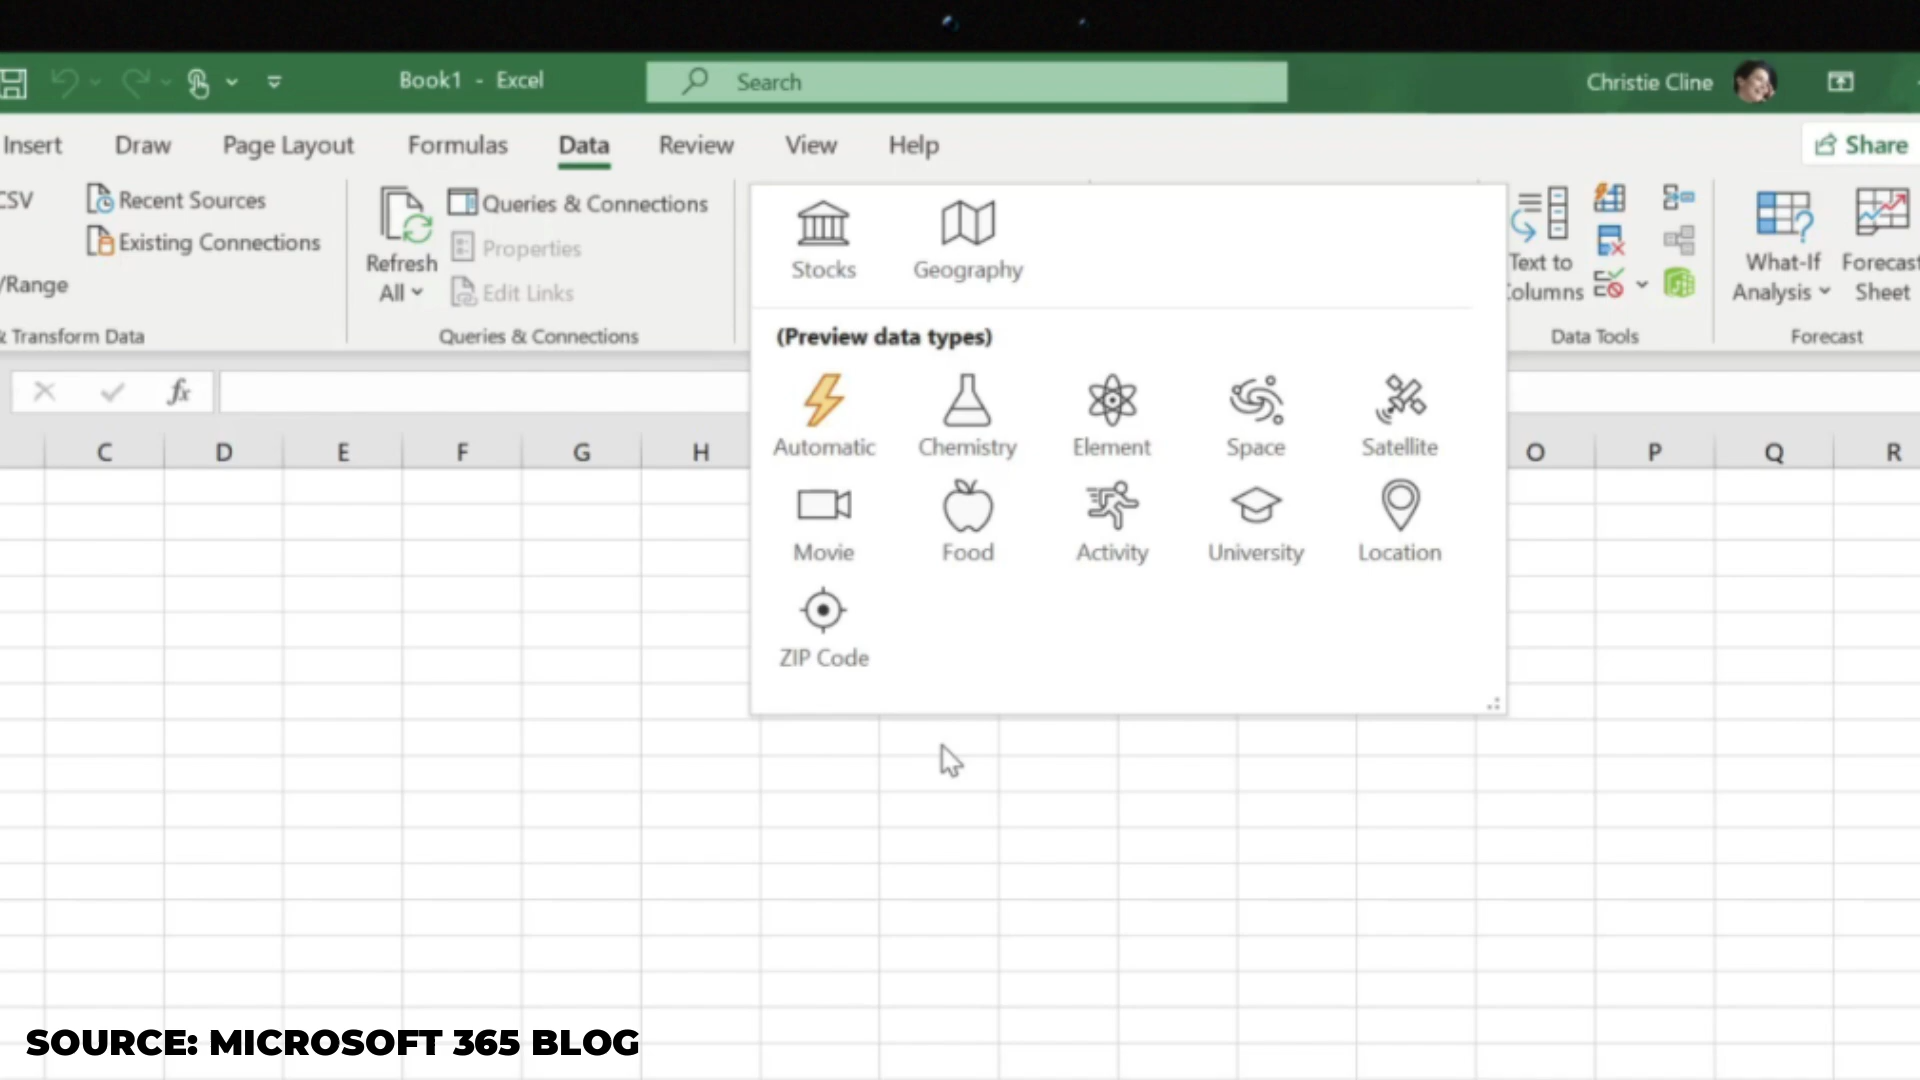 Book1 - Excel
Search
Christie Cline
Insert Draw Page Layout Formulas Data Review View Help
Share
CSV
/Range
& Transform Data
Recent Sources
Existing Connections
Refresh
All
Queries & Connections
Properties
Edit Links
Queries & Connections
Stocks Geography
(Preview data types)
Automatic Chemistry Element Space Satellite
Movie Food Activity University Location
ZIP Code
Text to
Columns
Data Tools
What-If
Analysis
Forecast
Sheet
Forecast
fx
C D E F G H O P Q R
SOURCE: MICROSOFT 365 BLOG